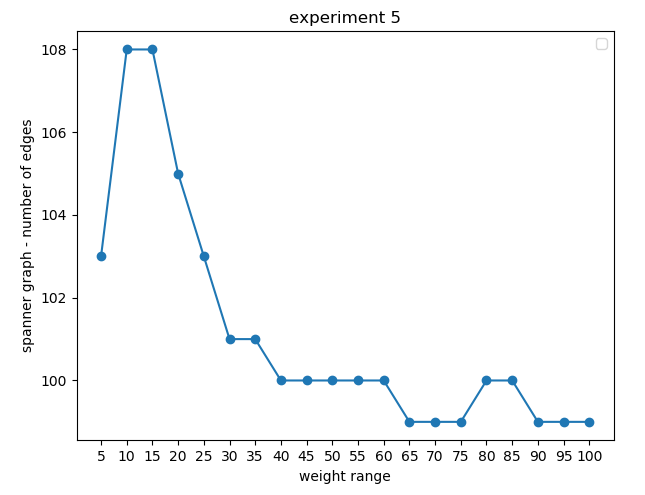 experiment 5
108
106
104
102
100
spanner graph - number of edges
5 10 15 20 25 30 35 40 45 50 55 60 65 70 75 80 85 90 95 100
weight range